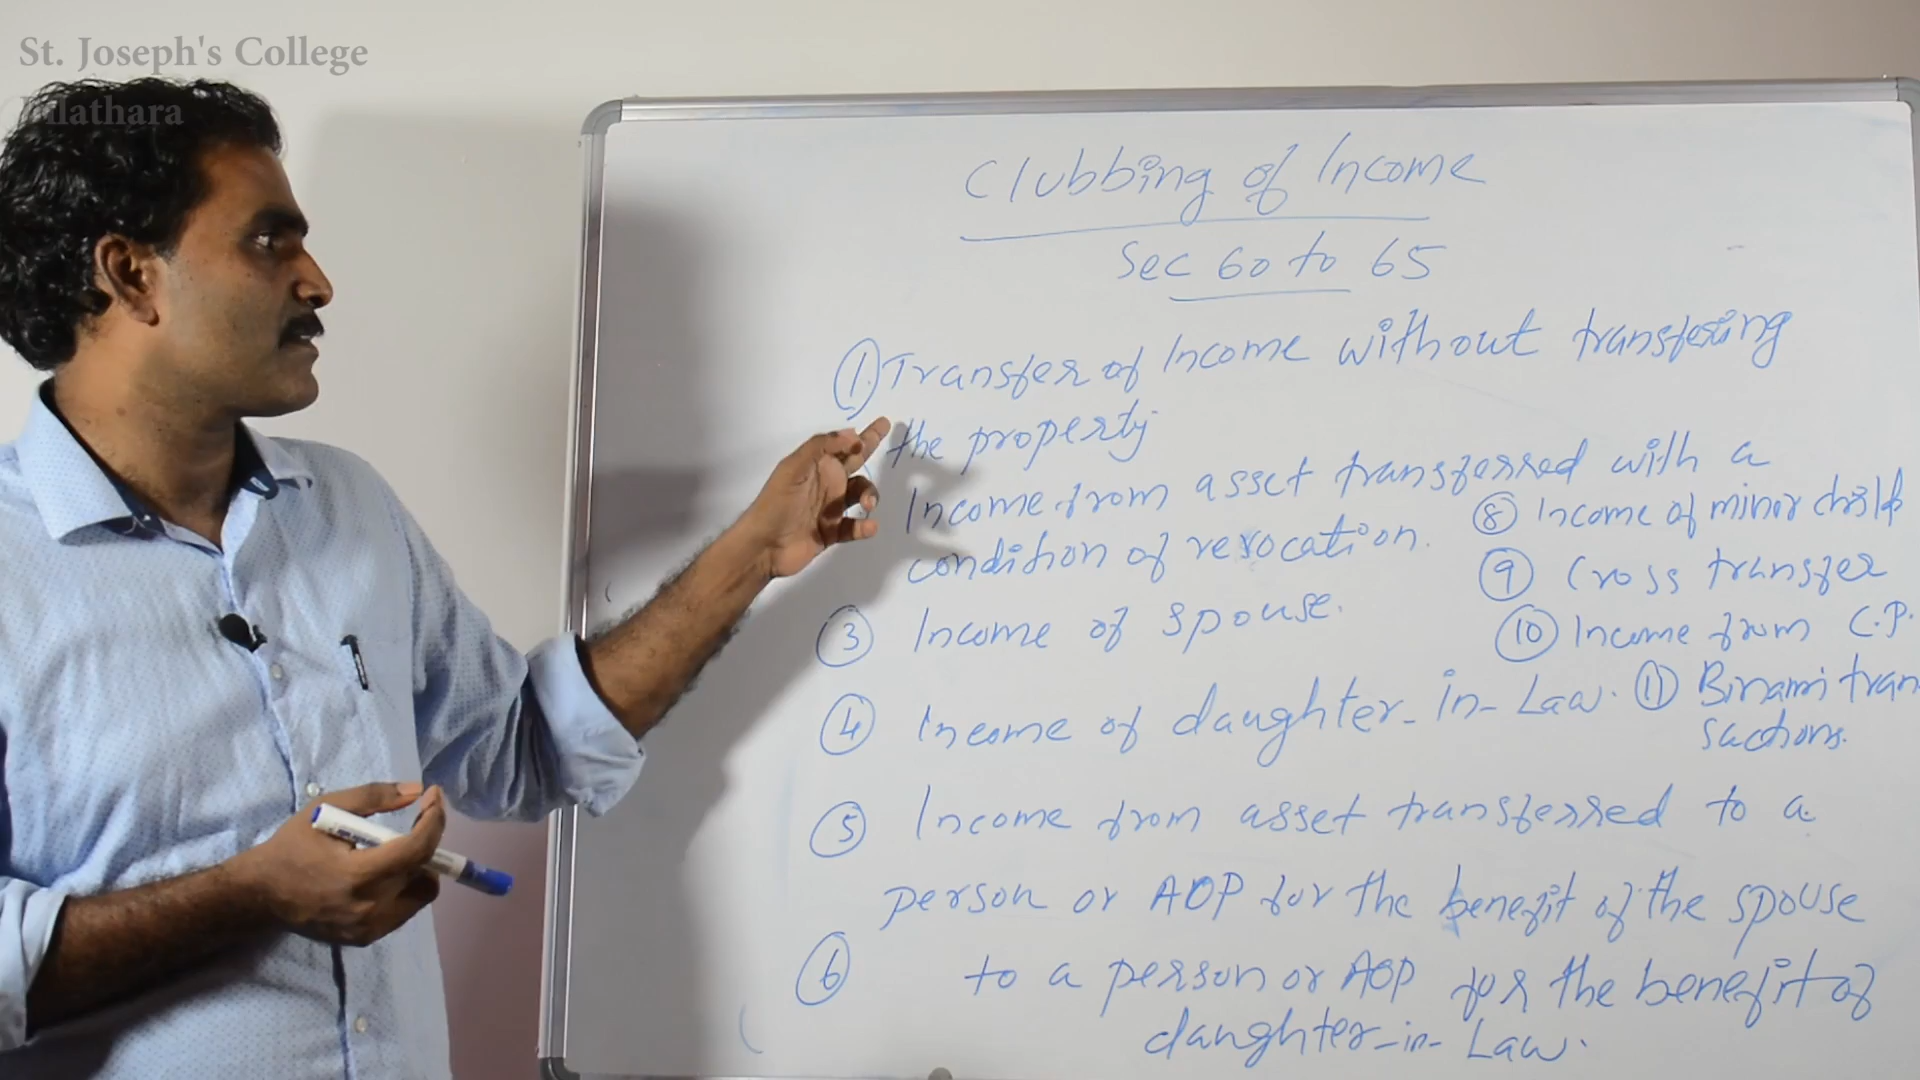 St. Joseph's College
Clubbing of Income
Sec 60 to 65
1. Transfer of Income without transfering
the property
Income from asset transferred with a
condition of revocation.
3 Income of spouse.
4 Income of daughter-in-Law.
5 Income from asset transferred to a
person or AOP for the benefit of the spouse
6 to a person or AOP for the benefit of
daughter-in-Law.
8 Income of minor child
9 Cross transfer
10 Income from C.P.
11 Binami tran
sactions.